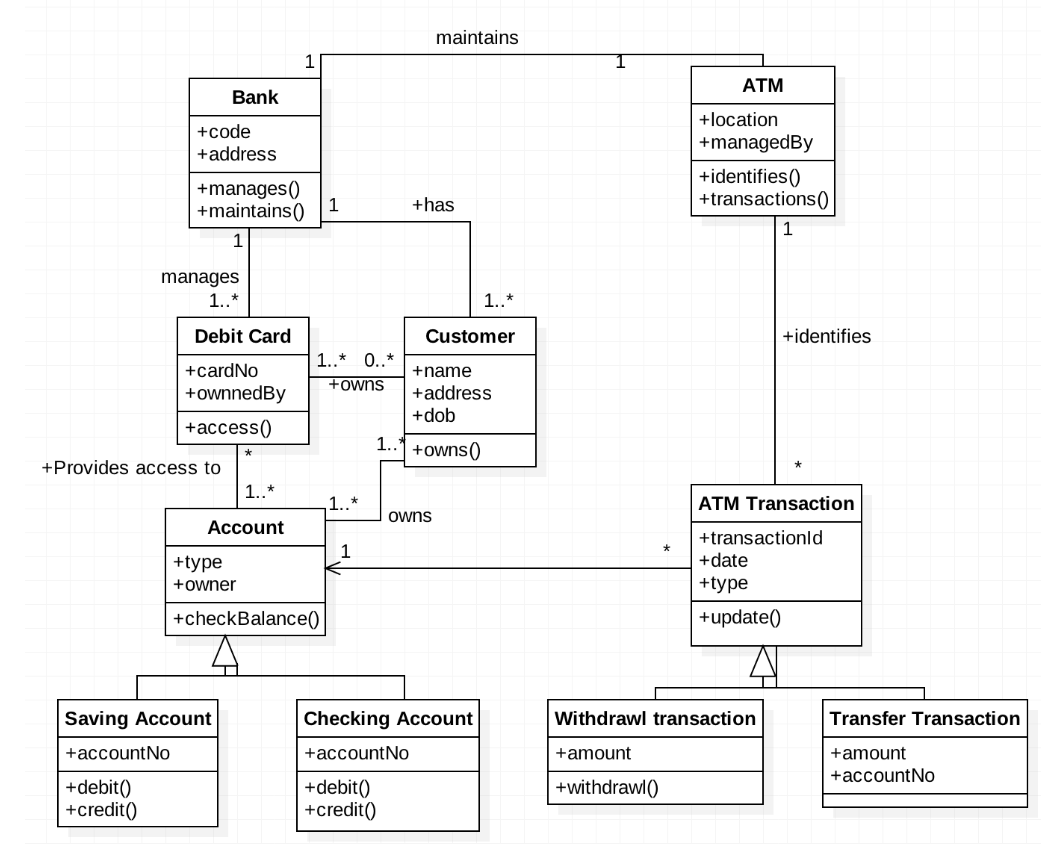 maintains
1
1
Bank
+code
+address
+manages()
+maintains()
ATM
+location
+managedBy
+identifies()
+transactions()
1
+has
1
manages
1..*
1..*
1
+identifies
*
Debit Card
+cardNo
+ownnedBy
+access()
1..*
0..*
+owns
Customer
+name
+address
+dob
+owns()
+Provides access to
*
1..*
1..*
1..*
owns
Account
+type
+owner
+checkBalance()
1
*
ATM Transaction
+transactionId
+date
+type
+update()
Saving Account
+accountNo
+debit()
+credit()
Checking Account
+accountNo
+debit()
+credit()
Withdrawl transaction
+amount
+withdrawl()
Transfer Transaction
+amount
+accountNo